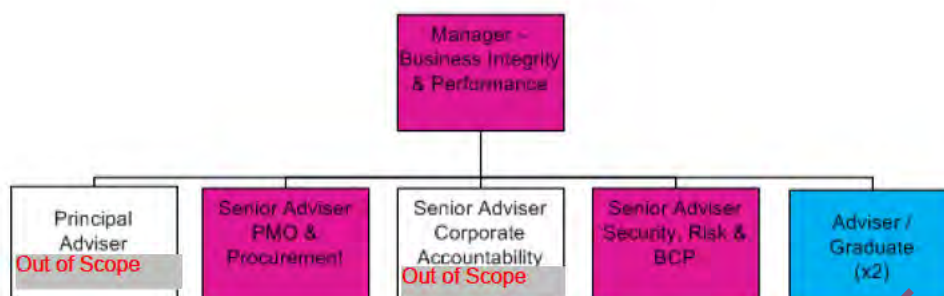 Manager –
Business Integrity
& Performance
Principal
Adviser
Out of Scope
Senior Adviser
PMO &
Procurement
Senior Adviser
Corporate
Accountability
Out of Scope
Senior Adviser
Security, Risk &
BCP
Adviser /
Graduate
(x2)